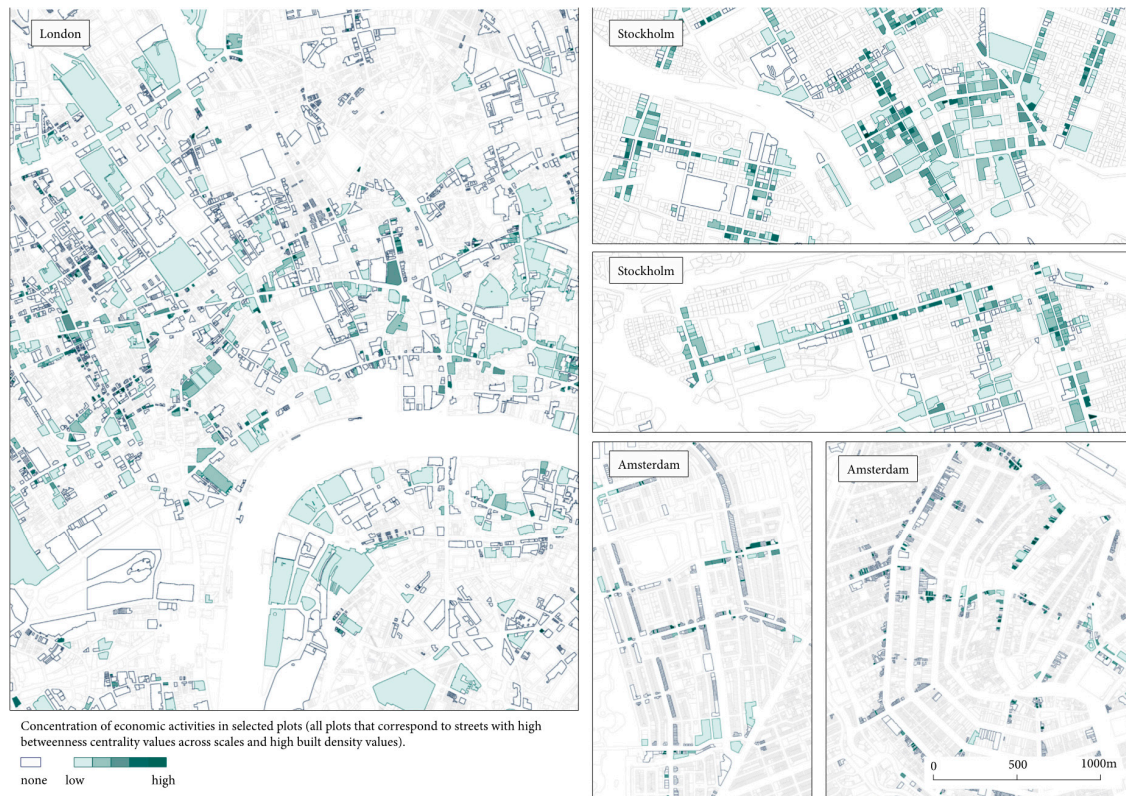 London
Stockholm
Stockholm
Amsterdam
Amsterdam
Concentration of economic activities in selected plots (all plots that correspond to streets with high
betweenness centrality values across scales and high built density values).
none low high
0 500 1000m